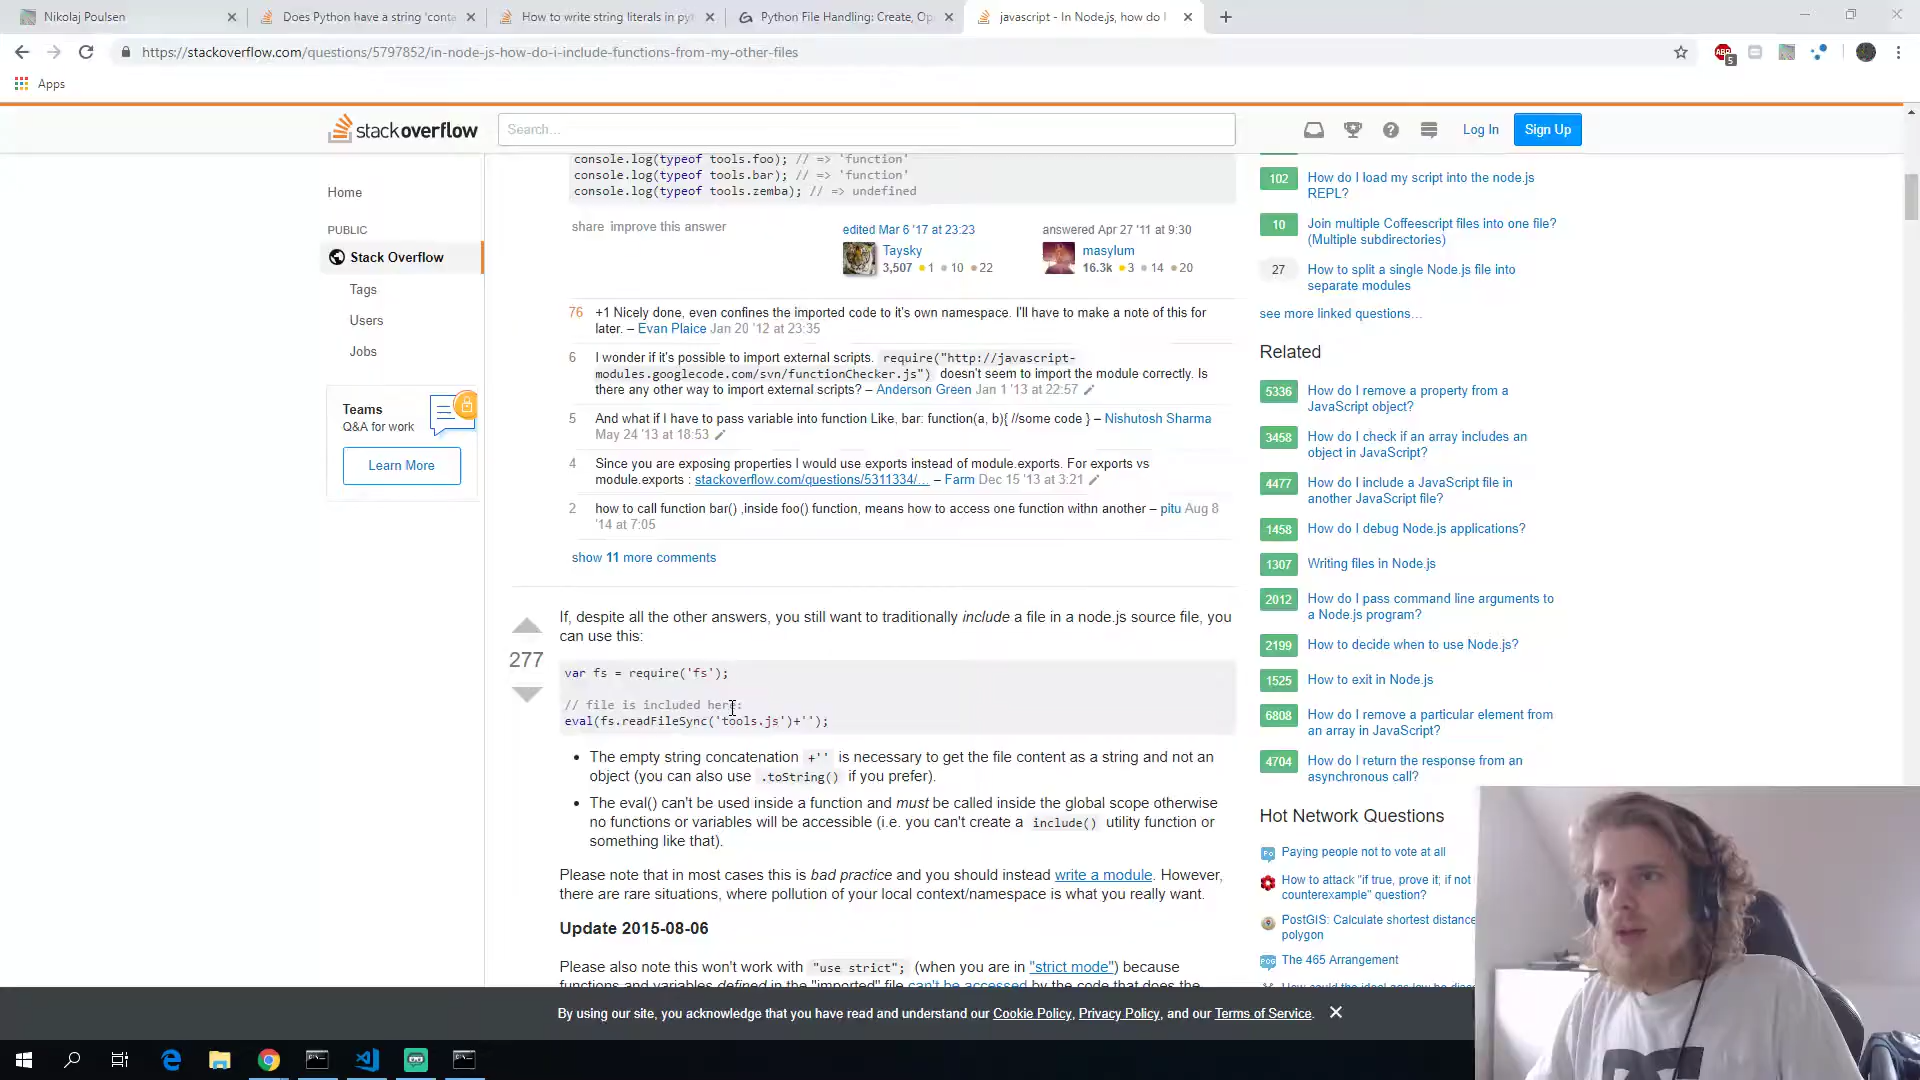 Nikolaj Poulsen
Does Python have a string 'conta
How to write string literals in pyt
Python File Handling: Create, Op
javascript - In Node.js, how do I
https://stackoverflow.com/questions/5797852/in-node-js-how-do-i-include-functions-from-my-other-files
ABP
5
Apps
stackoverflow
Search...
Log In
Sign Up
Home
PUBLIC
Stack Overflow
Tags
Users
Jobs
Teams
Q&A for work
Learn More
console.log(typeof tools.foo); // => 'function'
console.log(typeof tools.bar); // => 'function'
console.log(typeof tools.zemba); // => undefined
share improve this answer
edited Mar 6 '17 at 23:23
Taysky
3,507 1 10 22
answered Apr 27 '11 at 9:30
masylum
16.3k 3 14 20
76 +1 Nicely done, even confines the imported code to it's own namespace. I'll have to make a note of this for
later. – Evan Plaice Jan 20 '12 at 23:35
6 I wonder if it's possible to import external scripts. require("http://javascript-
modules.googlecode.com/svn/functionChecker.js") doesn't seem to import the module correctly. Is
there any other way to import external scripts? – Anderson Green Jan 1 '13 at 22:57
5 And what if I have to pass variable into function Like, bar: function(a, b){ //some code } – Nishutosh Sharma
May 24 '13 at 18:53
4 Since you are exposing properties I would use exports instead of module.exports. For exports vs
module.exports : stackoverflow.com/questions/5311334/… – Farm Dec 15 '13 at 3:21
2 how to call function bar() ,inside foo() function, means how to access one function withn another – pitu Aug 8
'14 at 7:05
show 11 more comments
277
If, despite all the other answers, you still want to traditionally include a file in a node.js source file, you
can use this:
var fs = require('fs');
// file is included here:
eval(fs.readFileSync('tools.js')+'');
• The empty string concatenation +'' is necessary to get the file content as a string and not an
object (you can also use .toString() if you prefer).
• The eval() can't be used inside a function and must be called inside the global scope otherwise
no functions or variables will be accessible (i.e. you can't create a include() utility function or
something like that).
Please note that in most cases this is bad practice and you should instead write a module. However,
there are rare situations, where pollution of your local context/namespace is what you really want.
Update 2015-08-06
Please also note this won't work with "use strict"; (when you are in "strict mode") because
functions and variables defined in the "imported" file can't be accessed by the code that does the
102 How do I load my script into the node.js
REPL?
10 Join multiple Coffeescript files into one file?
(Multiple subdirectories)
27 How to split a single Node.js file into
separate modules
see more linked questions…
Related
5336 How do I remove a property from a
JavaScript object?
3458 How do I check if an array includes an
object in JavaScript?
4477 How do I include a JavaScript file in
another JavaScript file?
1458 How do I debug Node.js applications?
1307 Writing files in Node.js
2012 How do I pass command line arguments to
a Node.js program?
2199 How to decide when to use Node.js?
1525 How to exit in Node.js
6808 How do I remove a particular element from
an array in JavaScript?
4704 How do I return the response from an
asynchronous call?
Hot Network Questions
Paying people not to vote at all
How to attack "if true, prove it; if not
counterexample" question?
PostGIS: Calculate shortest distance
polygon
The 465 Arrangement
By using our site, you acknowledge that you have read and understand our Cookie Policy, Privacy Policy, and our Terms of Service.